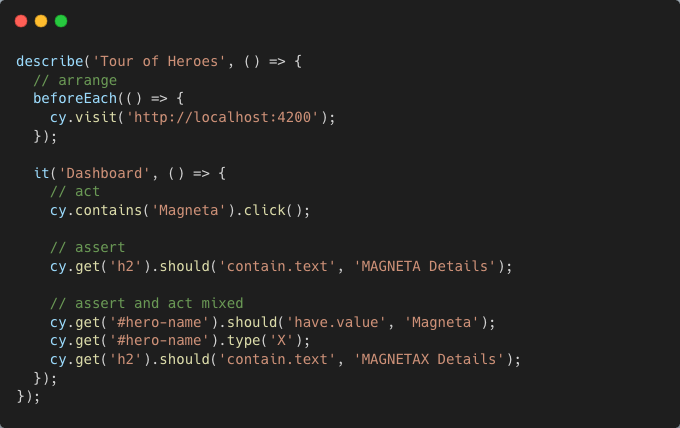 describe('Tour of Heroes', () => {
  // arrange
  beforeEach(() => {
    cy.visit('http://localhost:4200');
  });

  it('Dashboard', () => {
    // act
    cy.contains('Magneta').click();

    // assert
    cy.get('h2').should('contain.text', 'MAGNETA Details');

    // assert and act mixed
    cy.get('#hero-name').should('have.value', 'Magneta');
    cy.get('#hero-name').type('X');
    cy.get('h2').should('contain.text', 'MAGNETAX Details');
  });
});